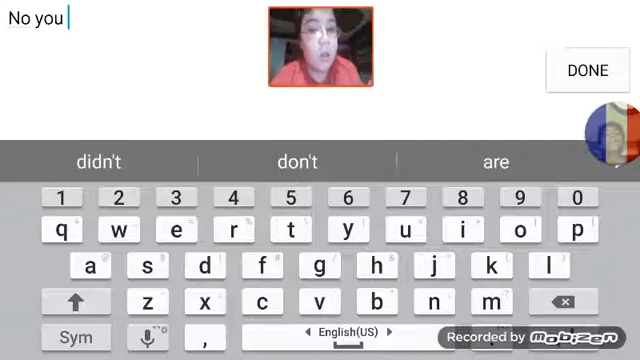 No you
DONE
didn't don't are
1 2 3 4 5 6 7 8 9 0
q w e r t y u i o p
a s d f g h j k l
z x c v b n m
Sym , English(US)
Recorded by Mobizen